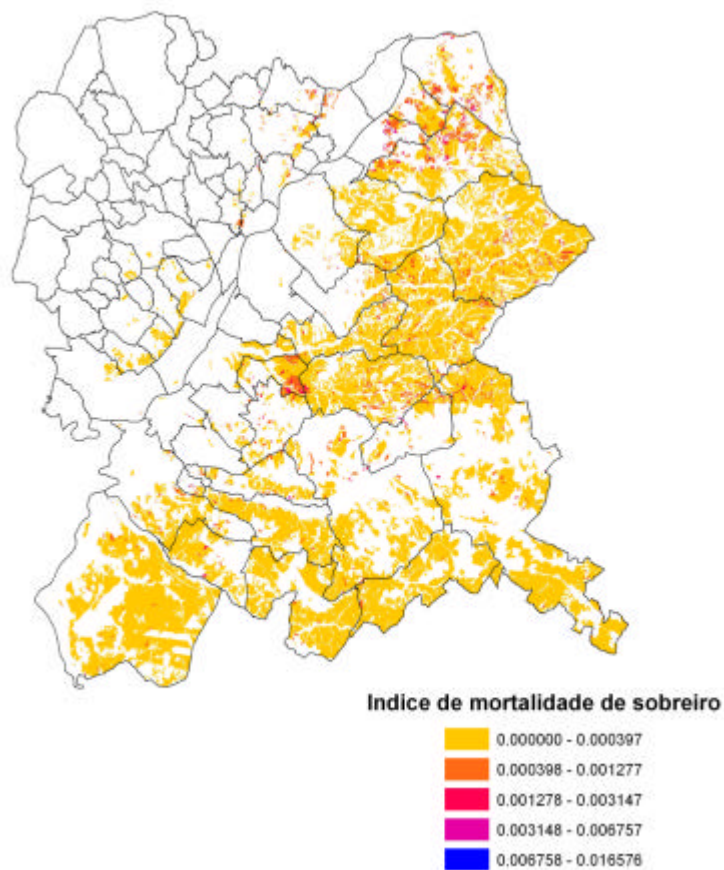 Indice de mortalidade de sobreiro
0.000000 - 0.000397
0.000398 - 0.001277
0.001278 - 0.003147
0.003148 - 0.006757
0.006758 - 0.016576